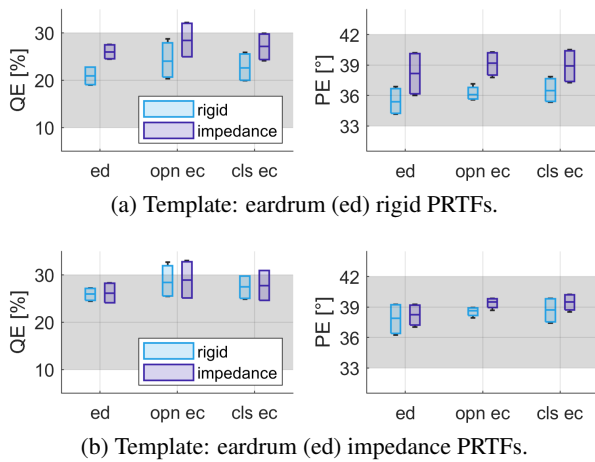 QE [%]
30
20
10
rigid
impedance
ed
opn ec
cls ec
PE [°]
42
39
36
33
ed
opn ec
cls ec
(a) Template: eardrum (ed) rigid PRTFs.
QE [%]
30
20
10
rigid
impedance
ed
opn ec
cls ec
PE [°]
42
39
36
33
ed
opn ec
cls ec
(b) Template: eardrum (ed) impedance PRTFs.